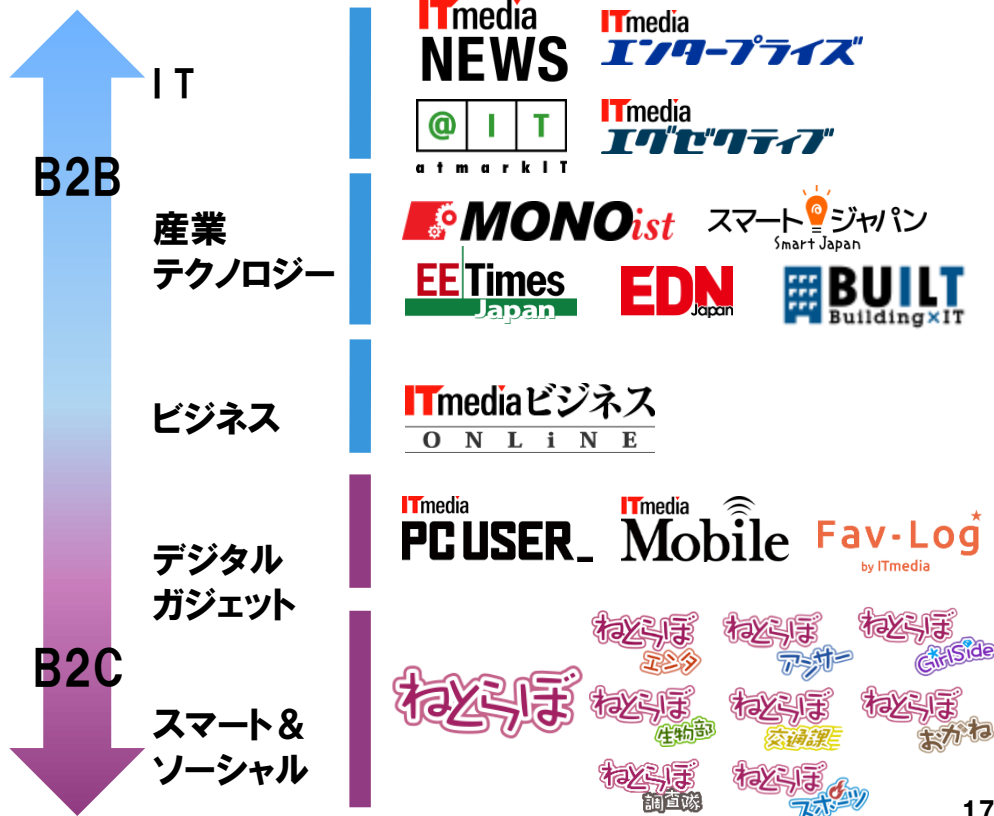 B2B
IT
ITmedia
NEWS
ITmedia
エンタープライズ
@IT
atmarkIT
ITmedia
エグゼクティブ
産業
テクノロジー
MONOist
スマートジャパン
Smart Japan
EE Times
Japan
EDN
Japan
BUILT
Building×IT
ビジネス
ITmediaビジネス
ONLiNE
B2C
デジタル
ガジェット
ITmedia
PC USER_
ITmedia
Mobile
Fav-Log
by ITmedia
スマート＆
ソーシャル
ねとらぼ
ねとらぼ
エンタ
ねとらぼ
アンサー
ねとらぼ
GirlSide
ねとらぼ
生物部
ねとらぼ
交通課
ねとらぼ
おかね
ねとらぼ
調査隊
ねとらぼ
スポーツ
17